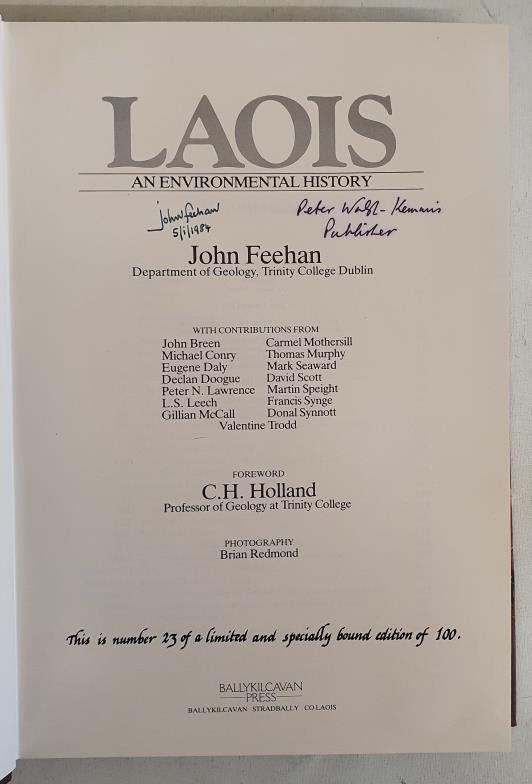 LAOIS
AN ENVIRONMENTAL HISTORY
John Feehan
5/1/1984
Peter Walsh-Kemmis
Publisher
John Feehan
Department of Geology, Trinity College Dublin
WITH CONTRIBUTIONS FROM
John Breen
Michael Conry
Eugene Daly
Declan Doogue
Peter N. Lawrence
L.S. Leech
Gillian McCall
Carmel Mothersill
Thomas Murphy
Mark Seaward
David Scott
Martin Speight
Francis Synge
Donal Synnott
Valentine Trodd
FOREWORD
C.H. Holland
Professor of Geology at Trinity College
PHOTOGRAPHY
Brian Redmond
This is number 23 of a limited and specially bound edition of 100.
BALLYKILCAVAN
PRESS
BALLYKILCAVAN STRADBALLY CO LAOIS